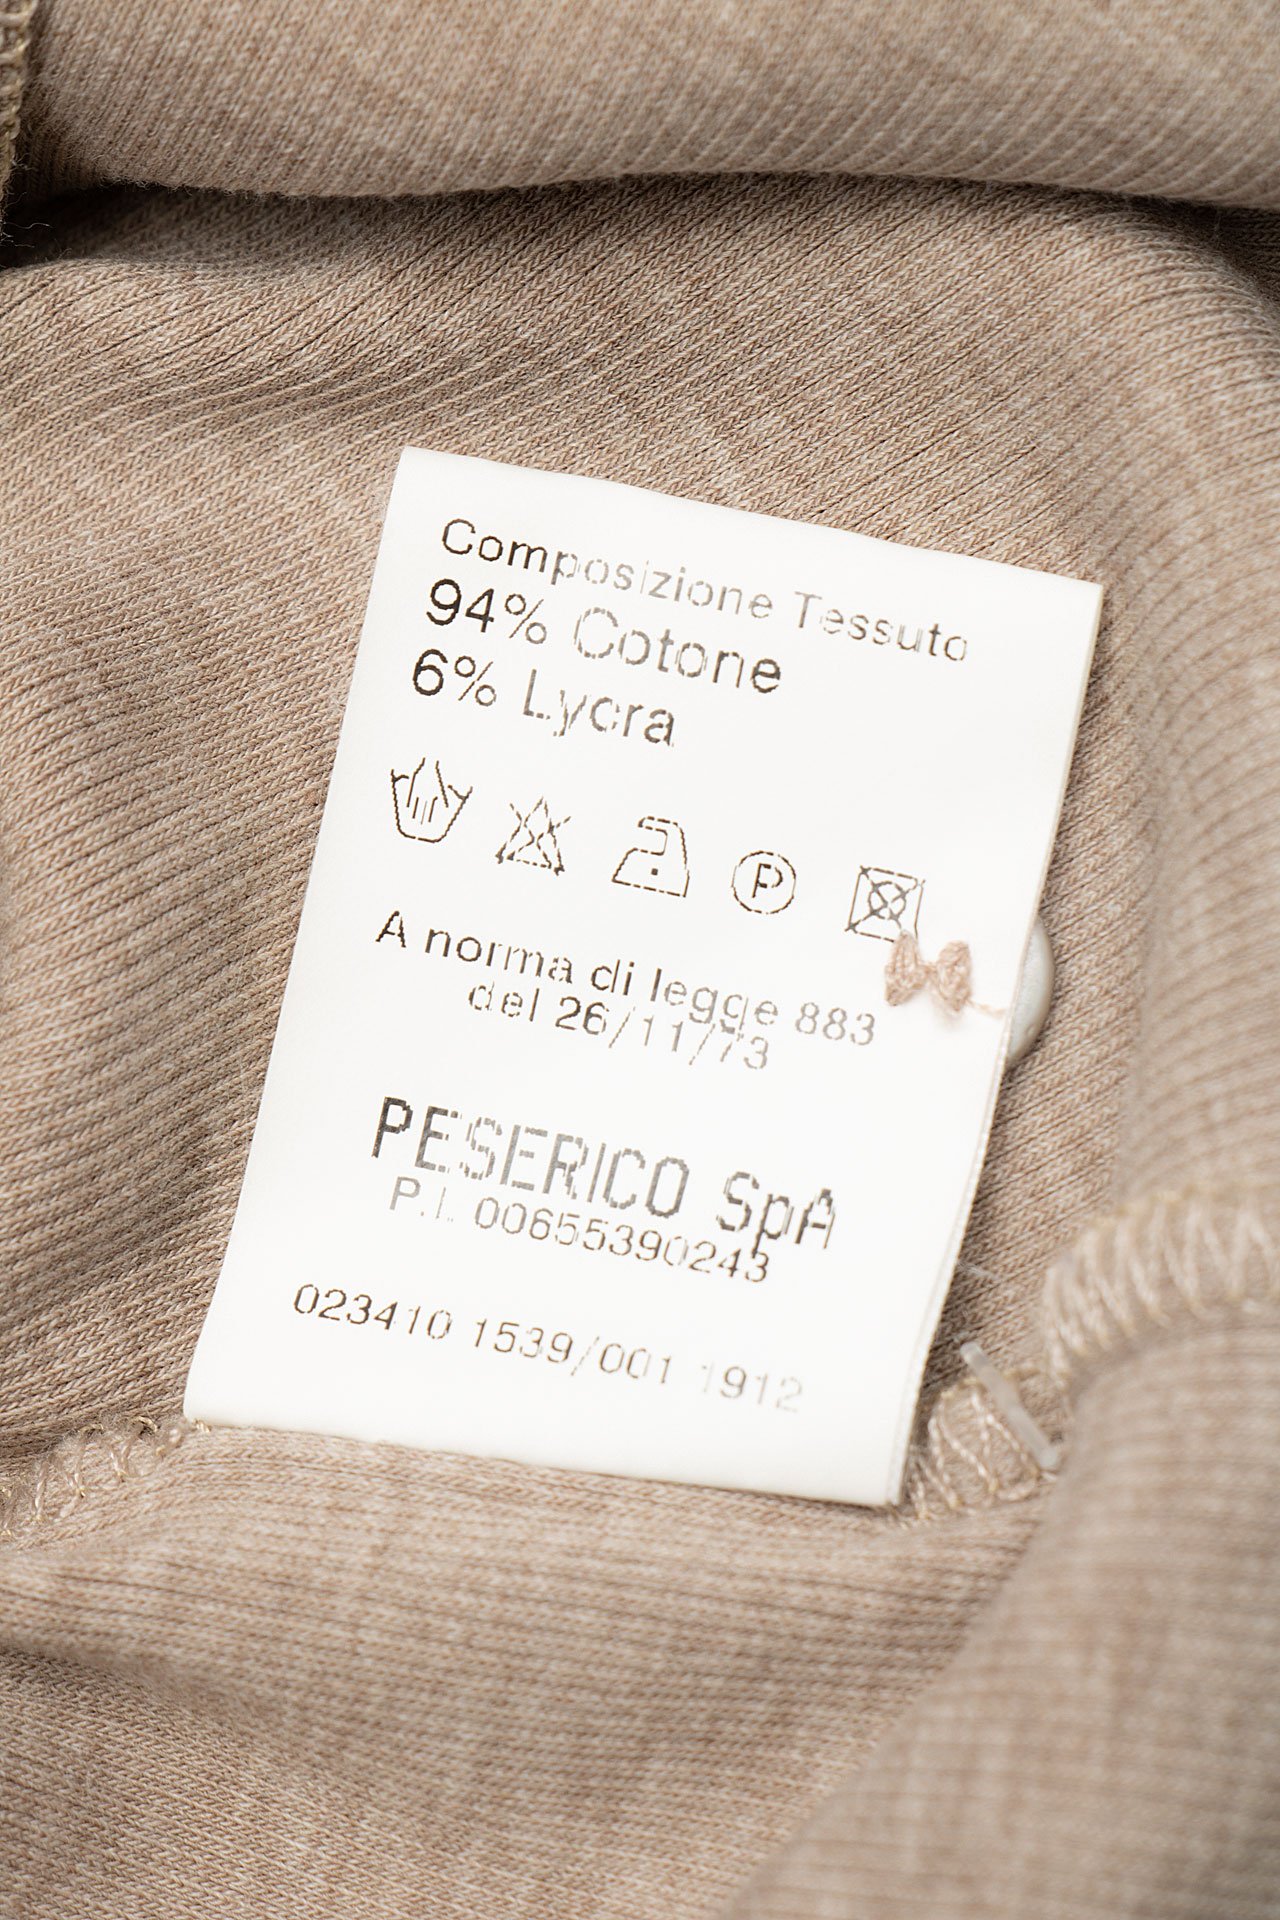 Composizione Tessuto
94% Cotone
6% Lycra
P
A norma di legge 883
del 26/11/73
PESERICO SpA
P.I. 00655390243
023410 1539/001 1912